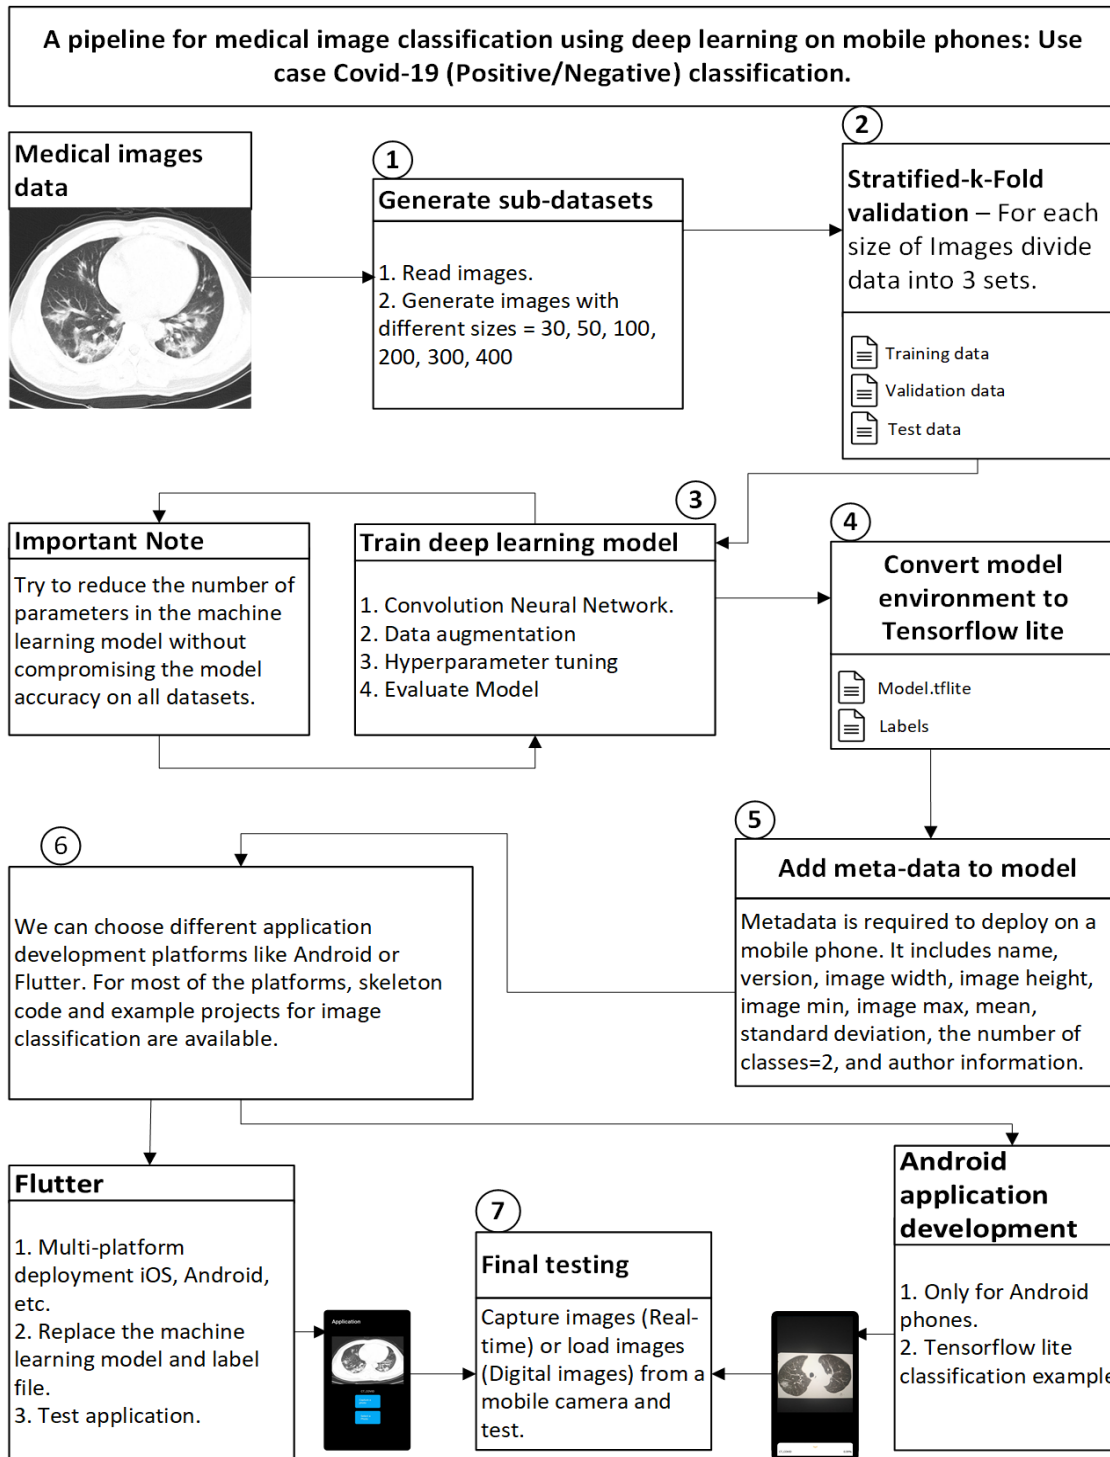 A pipeline for medical image classification using deep learning on mobile phones: Use
case Covid-19 (Positive/Negative) classification.
Medical images
data
1
Generate sub-datasets
1. Read images.
2. Generate images with
different sizes = 30, 50, 100,
200, 300, 400
2
Stratified-k-Fold
validation – For each
size of Images divide
data into 3 sets.
Training data
Validation data
Test data
Important Note
Try to reduce the number of
parameters in the machine
learning model without
compromising the model
accuracy on all datasets.
3
Train deep learning model
1. Convolution Neural Network.
2. Data augmentation
3. Hyperparameter tuning
4. Evaluate Model
4
Convert model
environment to
Tensorflow lite
Model.tflite
Labels
5
Add meta-data to model
Metadata is required to deploy on a
mobile phone. It includes name,
version, image width, image height,
image min, image max, mean,
standard deviation, the number of
classes=2, and author information.
6
We can choose different application
development platforms like Android or
Flutter. For most of the platforms, skeleton
code and example projects for image
classification are available.
Flutter
1. Multi-platform
deployment iOS, Android,
etc.
2. Replace the machine
learning model and label
file.
3. Test application.
Application
7
Final testing
Capture images (Real-
time) or load images
(Digital images) from a
mobile camera and
test.
Android
application
development
1. Only for Android
phones.
2. Tensorflow lite
classification example